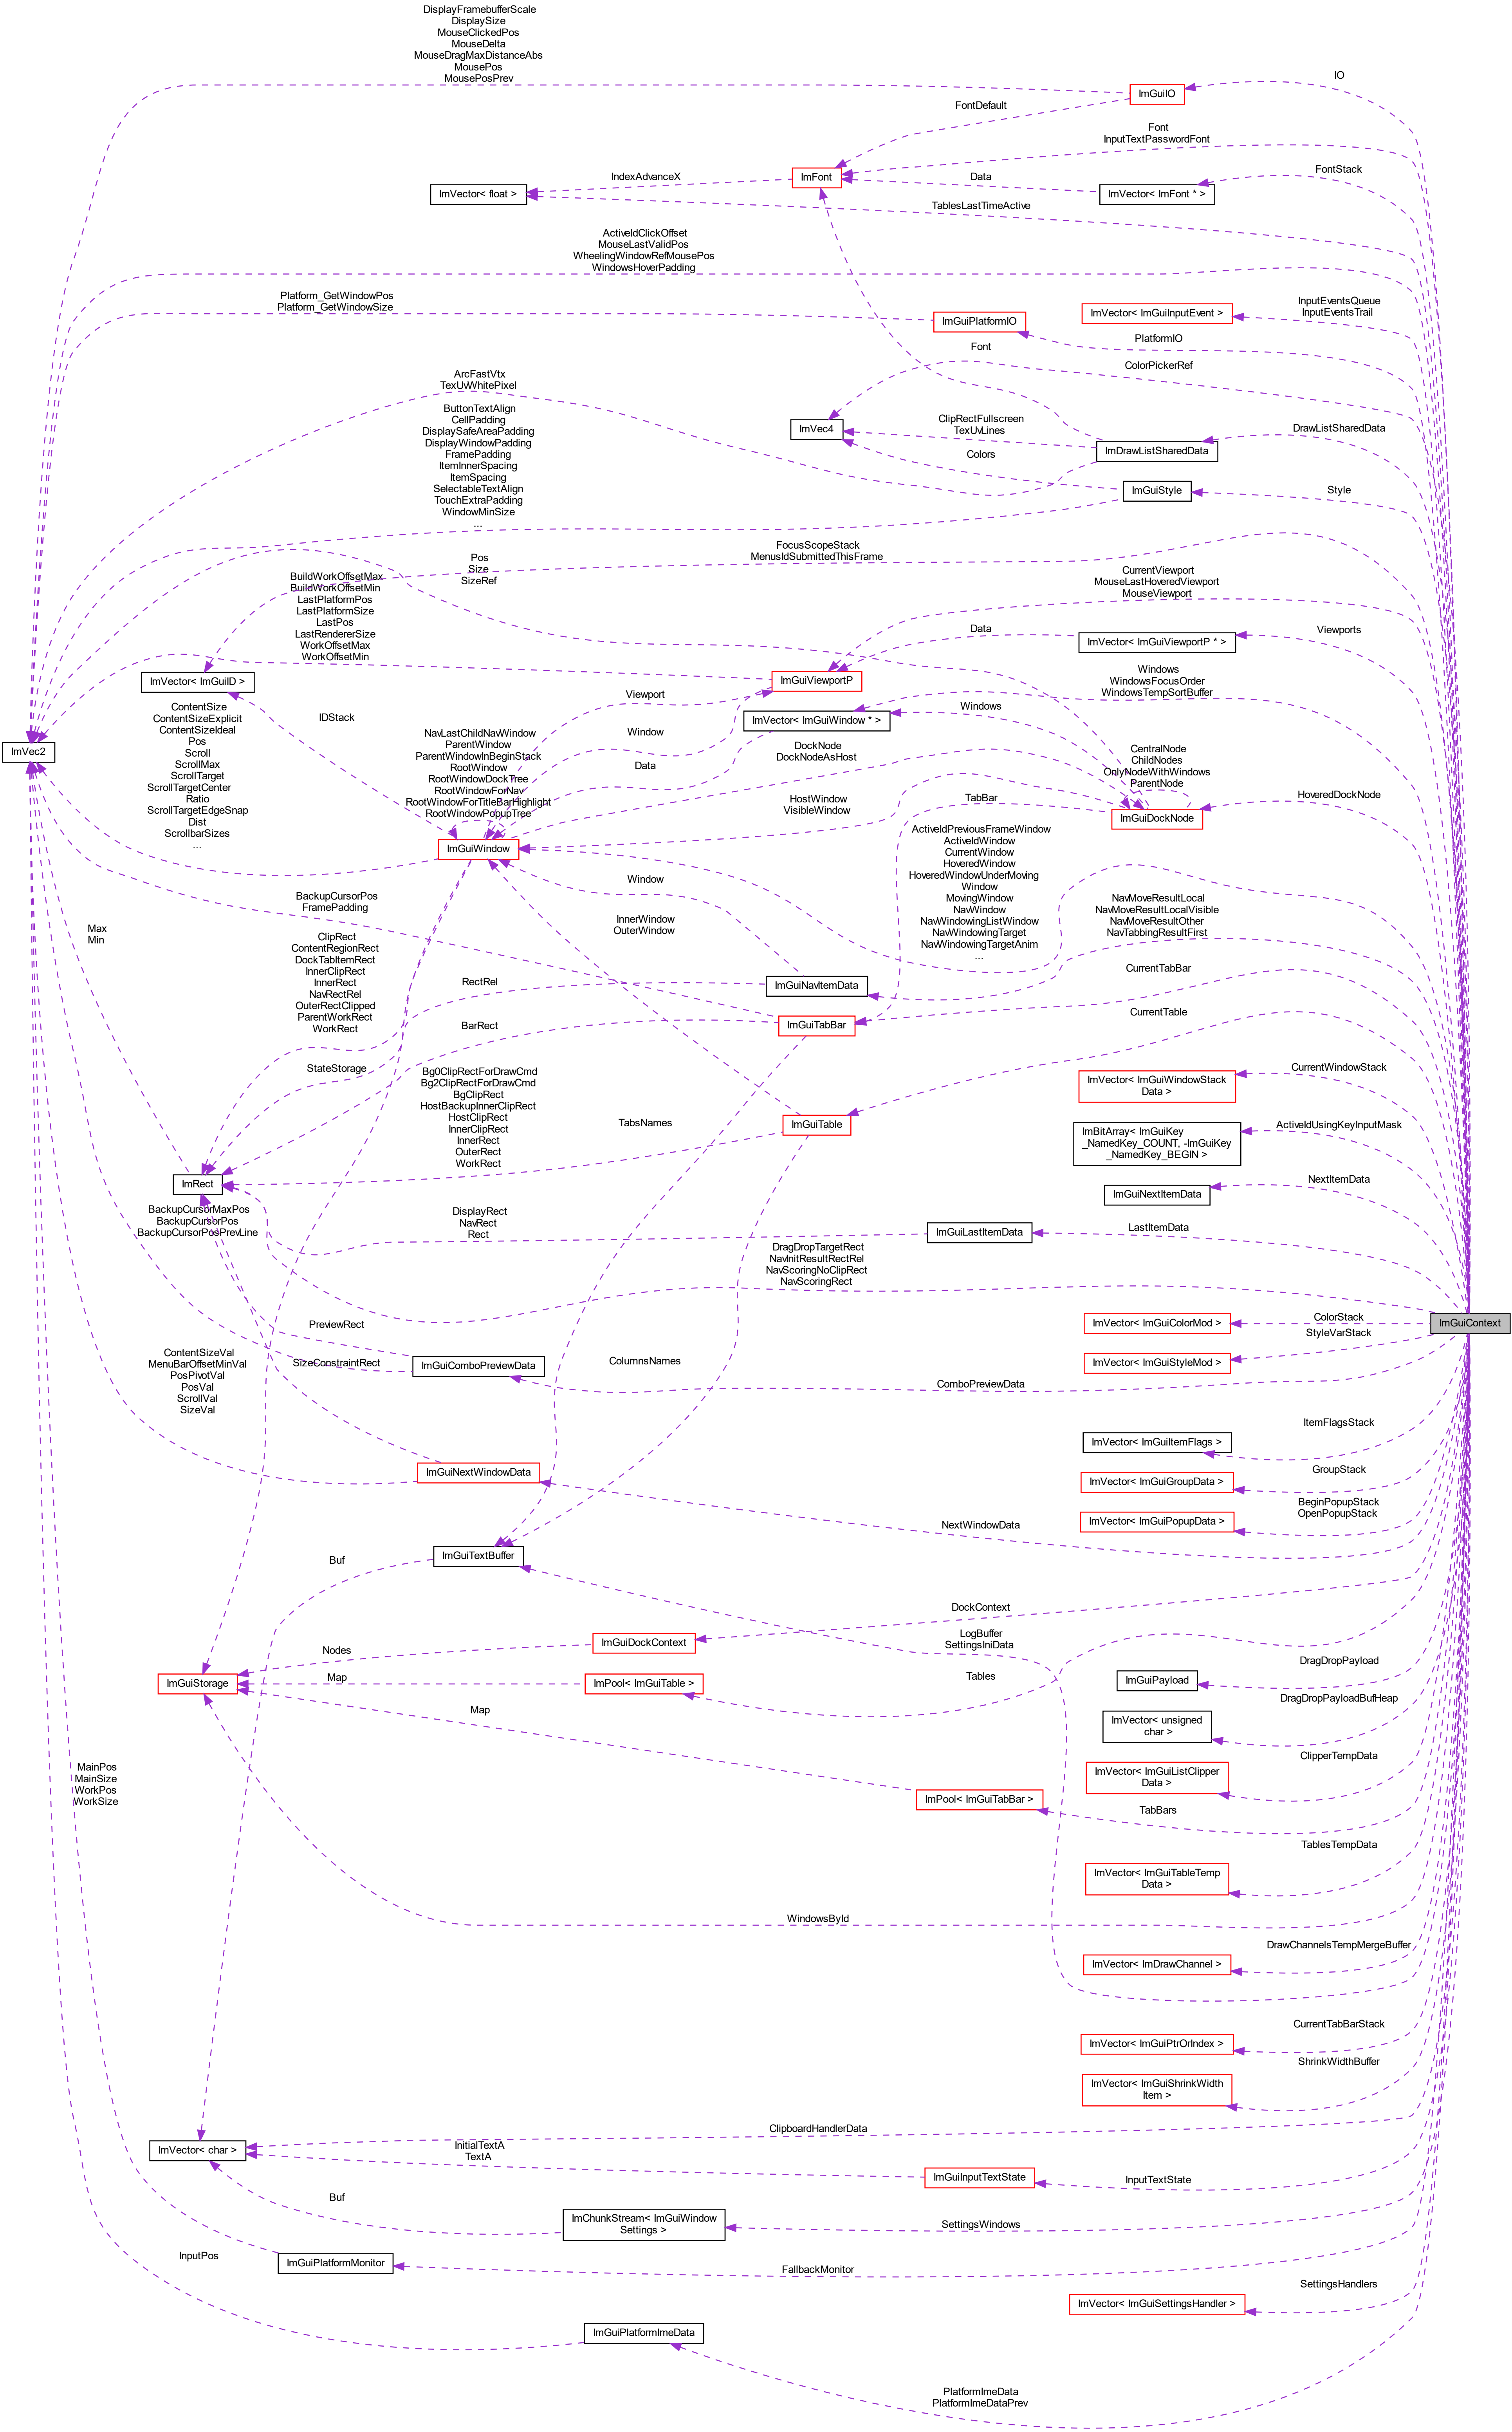 DisplayFramebufferScale
DisplaySize
MouseClickedPos
MouseDelta
MouseDragMaxDistanceAbs
MousePos
MousePosPrev
IO
ImGuiIO
FontDefault
Font
InputTextPasswordFont
ImFont
IndexAdvanceX
Data
FontStack
ImVector< float >
ImVector< ImFont * >
TablesLastTimeActive
ActiveIdClickOffset
MouseLastValidPos
WheelingWindowRefMousePos
WindowsHoverPadding
Platform_GetWindowPos
Platform_GetWindowSize
ImGuiPlatformIO
ImVector< ImGuiInputEvent >
InputEventsQueue
InputEventsTrail
PlatformIO
Font
ColorPickerRef
ArcFastVtx
TexUvWhitePixel
ImVec4
ClipRectFullscreen
TexUvLines
ImDrawListSharedData
DrawListSharedData
Colors
ImGuiStyle
Style
ButtonTextAlign
CellPadding
DisplaySafeAreaPadding
DisplayWindowPadding
FramePadding
ItemInnerSpacing
ItemSpacing
SelectableTextAlign
TouchExtraPadding
WindowMinSize
...
FocusScopeStack
MenusIdSubmittedThisFrame
Pos
Size
SizeRef
BuildWorkOffsetMax
BuildWorkOffsetMin
LastPlatformPos
LastPlatformSize
LastPos
LastRendererSize
WorkOffsetMax
WorkOffsetMin
CurrentViewport
MouseLastHoveredViewport
MouseViewport
Data
ImVector< ImGuiViewportP * >
Viewports
ImVector< ImGuiID >
ImGuiViewportP
Windows
WindowsFocusOrder
WindowsTempSortBuffer
Viewport
IDStack
Window
ImVector< ImGuiWindow * >
Windows
Data
ContentSize
ContentSizeExplicit
ContentSizeIdeal
Pos
Scroll
ScrollMax
ScrollTarget
ScrollTargetCenter
Ratio
ScrollTargetEdgeSnap
Dist
ScrollbarSizes
...
ImVec2
NavLastChildNavWindow
ParentWindow
ParentWindowInBeginStack
RootWindow
RootWindowDockTree
RootWindowForNav
RootWindowForTitleBarHighlight
RootWindowPopupTree
DockNode
DockNodeAsHost
CentralNode
ChildNodes
OnlyNodeWithWindows
ParentNode
HostWindow
VisibleWindow
TabBar
ImGuiDockNode
HoveredDockNode
ImGuiWindow
ActiveIdPreviousFrameWindow
ActiveIdWindow
CurrentWindow
HoveredWindow
HoveredWindowUnderMoving
Window
MovingWindow
NavWindow
NavWindowingListWindow
NavWindowingTarget
NavWindowingTargetAnim
...
Window
BackupCursorPos
FramePadding
InnerWindow
OuterWindow
NavMoveResultLocal
NavMoveResultLocalVisible
NavMoveResultOther
NavTabbingResultFirst
Max
Min
ClipRect
ContentRegionRect
DockTabItemRect
InnerClipRect
InnerRect
NavRectRel
OuterRectClipped
ParentWorkRect
WorkRect
RectRel
ImGuiNavItemData
CurrentTabBar
BarRect
ImGuiTabBar
CurrentTable
StateStorage
Bg0ClipRectForDrawCmd
Bg2ClipRectForDrawCmd
BgClipRect
HostBackupInnerClipRect
HostClipRect
InnerClipRect
InnerRect
OuterRect
WorkRect
TabsNames
ImGuiTable
ImVector< ImGuiWindowStack
Data >
CurrentWindowStack
ImBitArray< ImGuiKey
_NamedKey_COUNT, -ImGuiKey
_NamedKey_BEGIN >
ActiveIdUsingKeyInputMask
ImRect
ImGuiNextItemData
NextItemData
BackupCursorMaxPos
BackupCursorPos
BackupCursorPosPrevLine
DisplayRect
NavRect
Rect
ImGuiLastItemData
LastItemData
DragDropTargetRect
NavInitResultRectRel
NavScoringNoClipRect
NavScoringRect
ImGuiContext
PreviewRect
ImVector< ImGuiColorMod >
ColorStack
StyleVarStack
ContentSizeVal
MenuBarOffsetMinVal
PosPivotVal
PosVal
ScrollVal
SizeVal
SizeConstraintRect
ImGuiComboPreviewData
ColumnsNames
ComboPreviewData
ImVector< ImGuiStyleMod >
ImVector< ImGuiItemFlags >
ItemFlagsStack
ImGuiNextWindowData
ImVector< ImGuiGroupData >
GroupStack
NextWindowData
ImVector< ImGuiPopupData >
BeginPopupStack
OpenPopupStack
Buf
ImGuiTextBuffer
DockContext
Nodes
ImGuiDockContext
LogBuffer
SettingsIniData
ImGuiStorage
Map
ImPool< ImGuiTable >
Tables
ImGuiPayload
DragDropPayload
Map
ImVector< unsigned
char >
DragDropPayloadBufHeap
MainPos
MainSize
WorkPos
WorkSize
ImPool< ImGuiTabBar >
ImVector< ImGuiListClipper
Data >
ClipperTempData
TabBars
ImVector< ImGuiTableTemp
Data >
TablesTempData
WindowsById
ImVector< ImDrawChannel >
DrawChannelsTempMergeBuffer
ImVector< ImGuiPtrOrIndex >
CurrentTabBarStack
ImVector< ImGuiShrinkWidth
Item >
ShrinkWidthBuffer
ImVector< char >
ClipboardHandlerData
InitialTextA
TextA
ImGuiInputTextState
InputTextState
Buf
ImChunkStream< ImGuiWindow
Settings >
SettingsWindows
InputPos
ImGuiPlatformMonitor
FallbackMonitor
ImVector< ImGuiSettingsHandler >
SettingsHandlers
ImGuiPlatformImeData
PlatformImeData
PlatformImeDataPrev